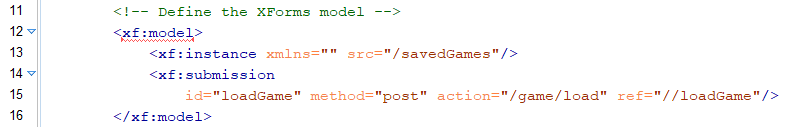 11 <!-- Define the XForms model -->
12 <xf:model>
13 <xf:instance xmlns="" src="/savedGames"/>
14 <xf:submission
15 id="loadGame" method="post" action="/game/load" ref="//loadGame"/>
16 </xf:model>